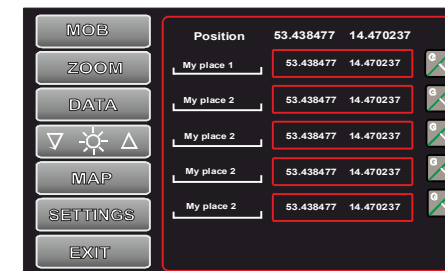 MOB
ZOOM
DATA
MAP
SETTINGS
EXIT
Position 53.438477 14.470237
My place 1 53.438477 14.470237 G
My place 2 53.438477 14.470237 G
My place 2 53.438477 14.470237 G
My place 2 53.438477 14.470237 G
My place 2 53.438477 14.470237 G